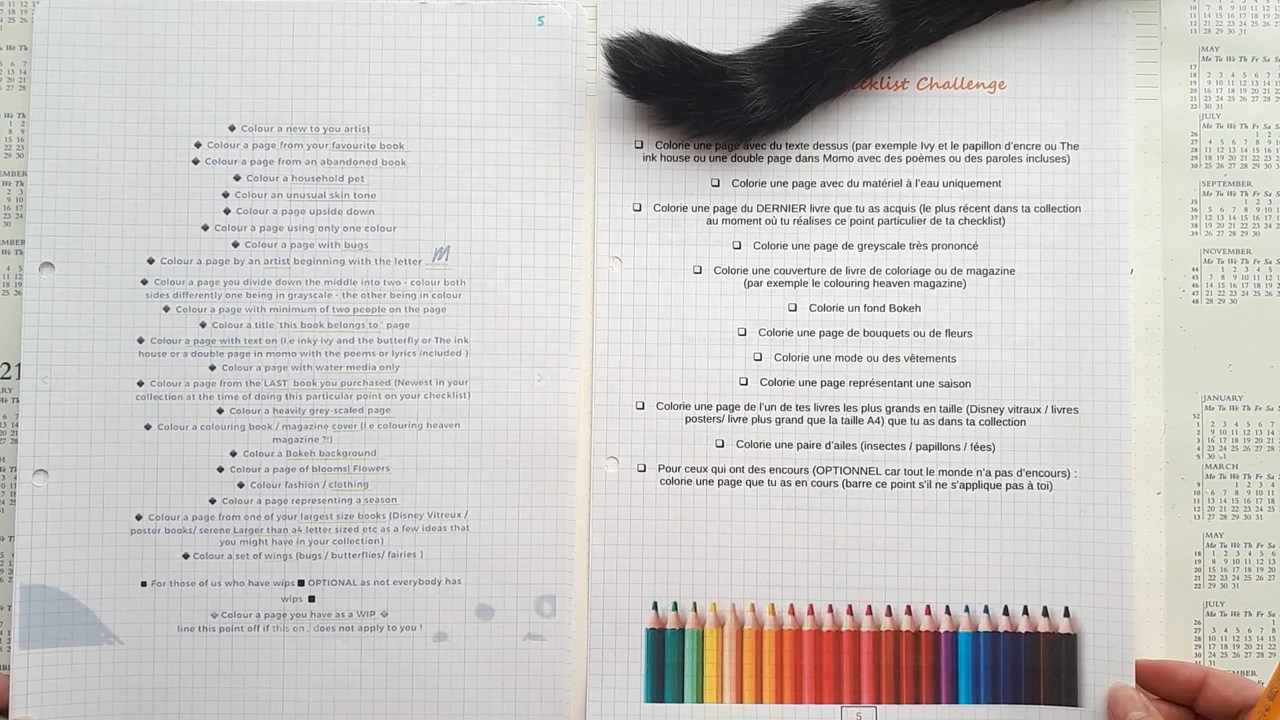 5
◆ Colour a new to you artist
◆ Colour a page from your favourite book
◆ Colour a page from an abandoned book
◆ Colour a household pet
◆ Colour an unusual skin tone
◆ Colour a page upside down
◆ Colour a page using only one colour
◆ Colour a page with bugs
◆ Colour a page by an artist beginning with the letter M
◆ Colour a page you divide down the middle into two - colour both
sides differently one being in grayscale - the other being in colour
◆ Colour a page with minimum of two people on the page
◆ Colour a title "this book belongs to" page
◆ Colour a page with text on (I.e inky ivy and the butterfly or The ink
house or a double page in momo with the poems or lyrics included )
◆ Colour a page with water media only
◆ Colour a page from the LAST book you purchased (Newest in your
collection at the time of doing this particular point on your checklist)
◆ Colour a heavily grey-scaled page
◆ Colour a colouring book / magazine cover (I.e colouring heaven
magazine ?!)
◆ Colour a Bokeh background
◆ Colour a page of blooms| Flowers
◆ Colour fashion / clothing
◆ Colour a page representing a season
◆ Colour a page from one of your largest size books (Disney Vitreux /
poster books/ serene Larger than a4 letter sized etc as a few ideas that
you might have in your collection)
◆ Colour a set of wings (bugs / butterflies/ fairies )
■ For those of us who have wips ■ OPTIONAL as not everybody has
wips ■
Colour a page you have as a WIP
line this point off if this on, does not apply to you !
Challenge
❑ Colorie une page avec du texte dessus (par exemple Ivy et le papillon d'encre ou The
ink house ou une double page dans Momo avec des poèmes ou des paroles incluses)
❑ Colorie une page avec du matériel à l'eau uniquement
❑ Colorie une page du DERNIER livre que tu as acquis (le plus récent dans ta collection
au moment où tu réalises ce point particulier de ta checklist)
❑ Colorie une page de greyscale très prononcé
❑ Colorie une couverture de livre de coloriage ou de magazine
(par exemple le colouring heaven magazine)
❑ Colorie un fond Bokeh
❑ Colorie une page de bouquets ou de fleurs
❑ Colorie une mode ou des vêtements
❑ Colorie une page représentant une saison
❑ Colorie une page de l'un de tes livres les plus grands en taille (Disney vitraux / livres
posters/ livre plus grand que la taille A4) que tu as dans ta collection
❑ Colorie une paire d'ailes (insectes / papillons / fées)
❑ Pour ceux qui ont des encours (OPTIONNEL car tout le monde n'a pas d'encours) :
colorie une page que tu as en cours (barre ce point s'il ne s'applique pas à toi)
5
MAY
JULY
SEPTEMBER
NOVEMBER
JANUARY
MARCH
MAY
JULY